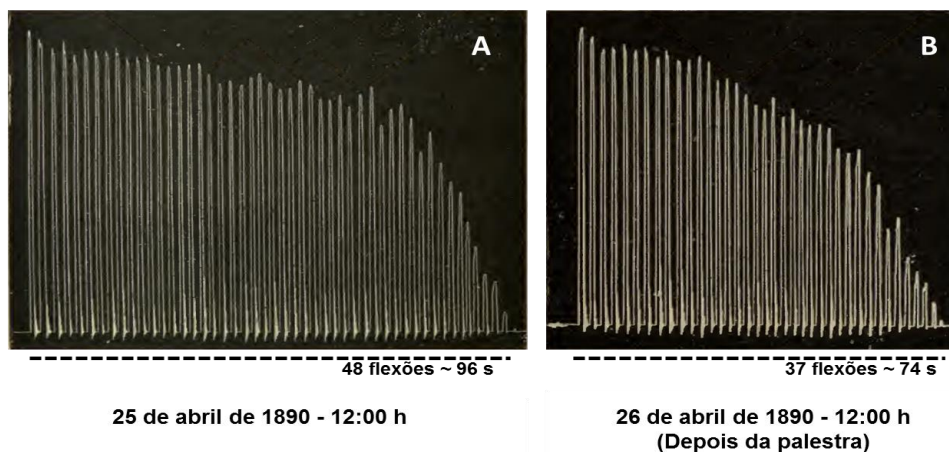 A
B
48 flexões ~ 96 s
37 flexões ~ 74 s
25 de abril de 1890 - 12:00 h
26 de abril de 1890 - 12:00 h
(Depois da palestra)